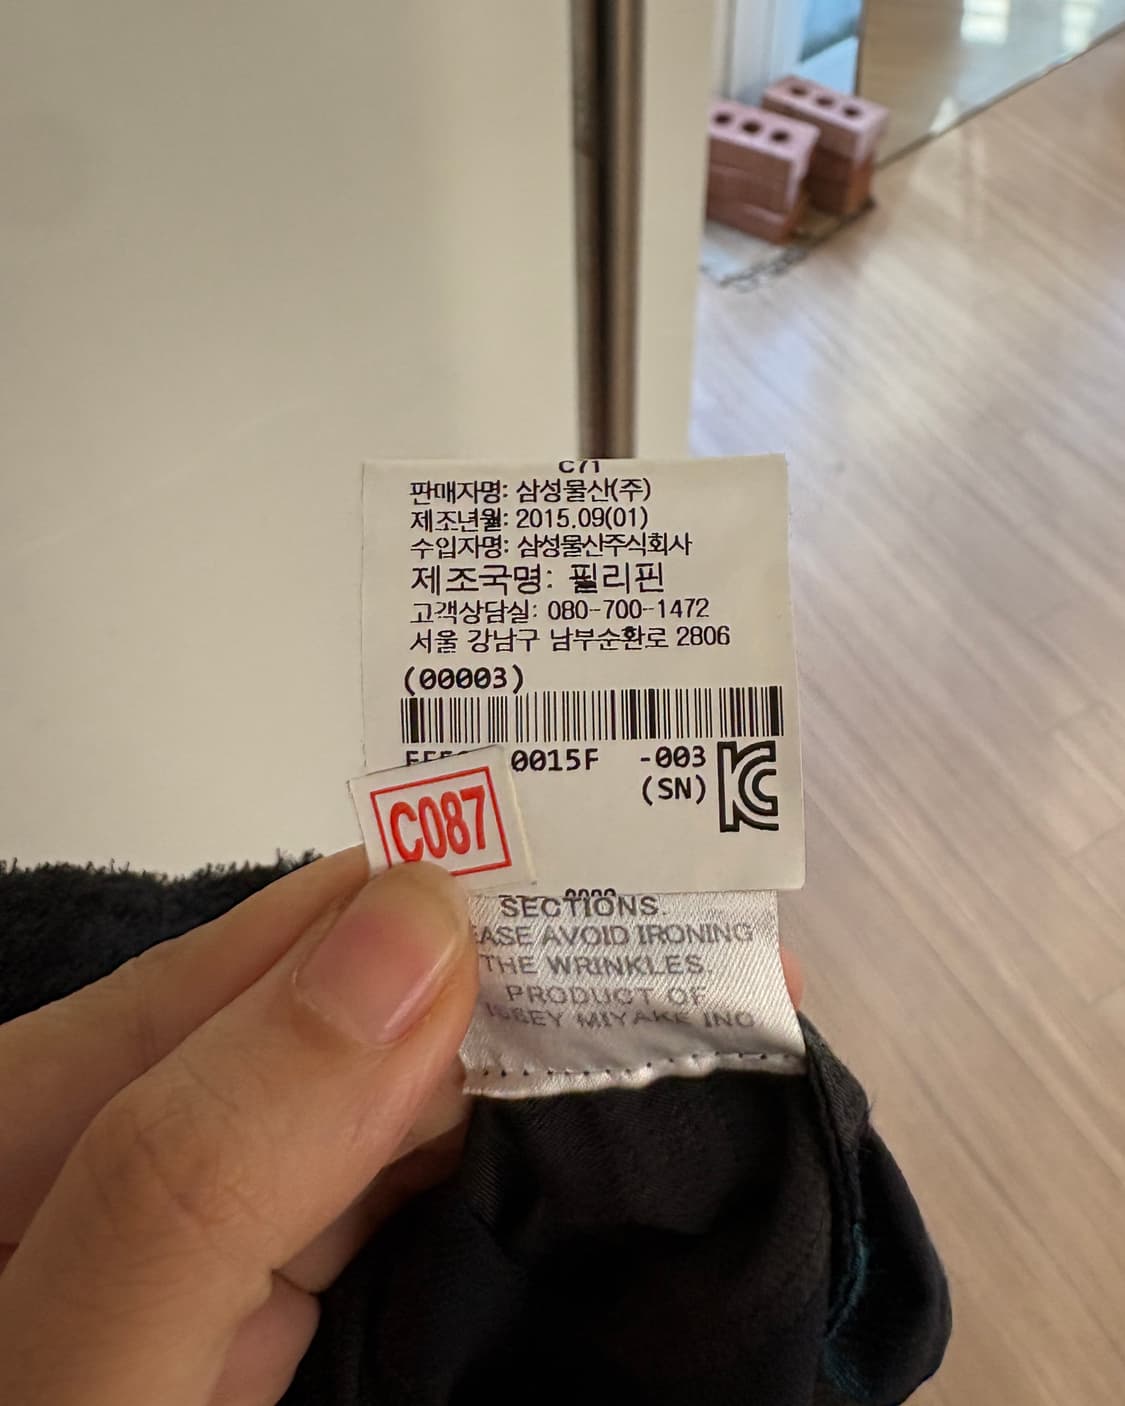 C71
판매자명: 삼성물산(주)
제조년월: 2015.09(01)
수입자명: 삼성물산주식회사
제조국명: 필리핀
고객상담실: 080-700-1472
서울 강남구 남부순환로 2806
(00003)
0015F -003
(SN)
C087
SECTIONS.
AVOID IRONING
THE WRINKLES.
PRODUCT OF
ISSEY MIYAKE INC